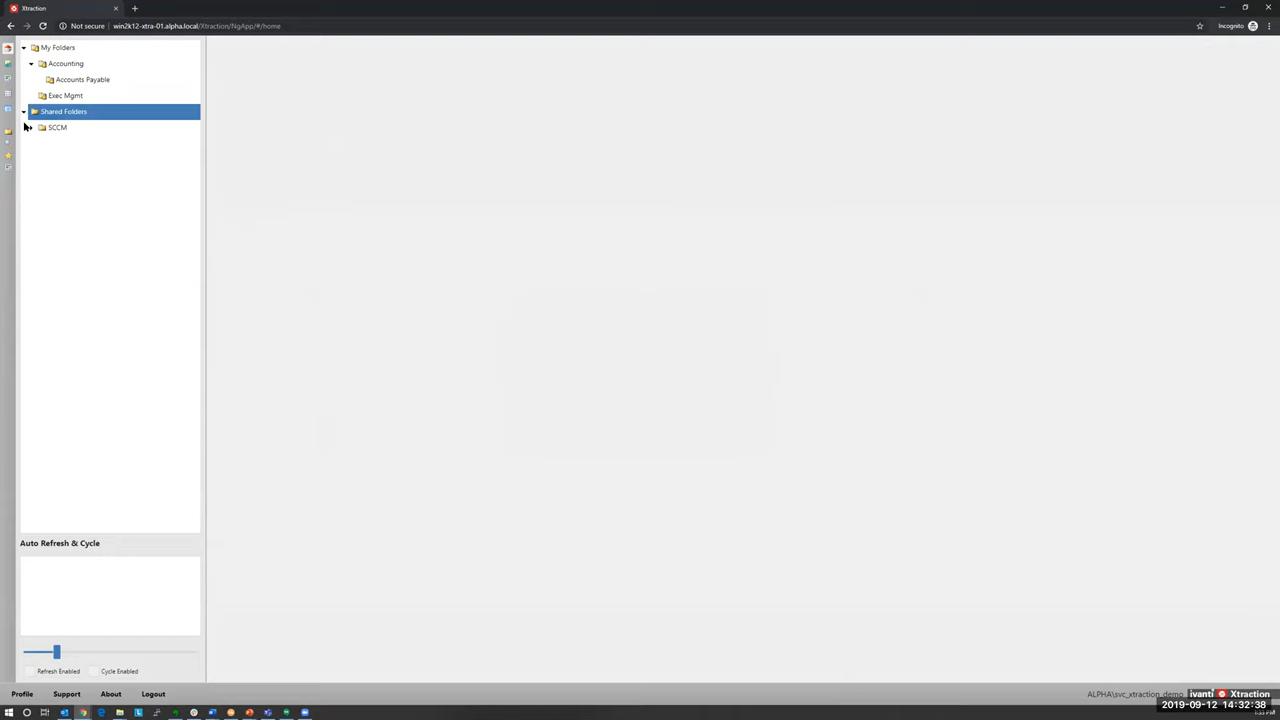 Xtraction
Not secure
win2k12-xtra-01.alpha.local/Xtraction/NgApp/#/home
Incognito
My Folders
Accounting
Accounts Payable
Exec Mgmt
Shared Folders
SCCM
Auto Refresh & Cycle
Refresh Enabled
Cycle Enabled
Profile
Support
About
Logout
ALPHA\svc_xtraction_demo
ivanti Xtraction
2019-09-12 14:32:38